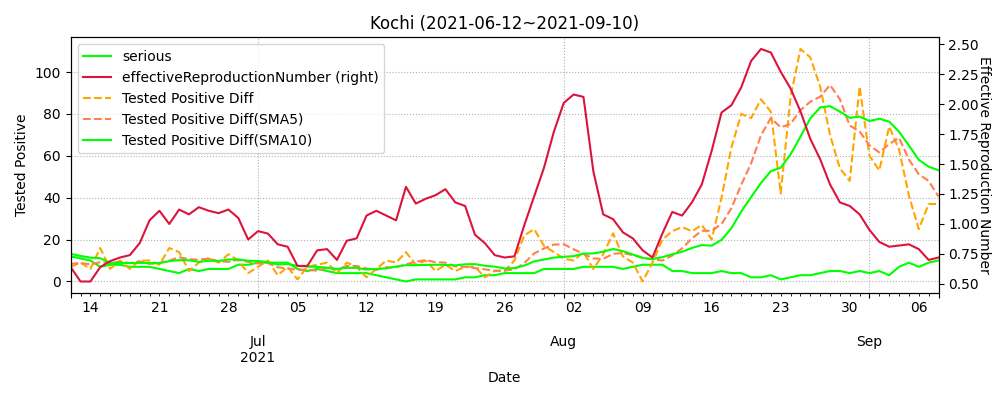 Kochi (2021-06-12~2021-09-10)
serious
effectiveReproductionNumber (right)
Tested Positive Diff
Tested Positive Diff(SMA5)
Tested Positive Diff(SMA10)
Tested Positive
100
80
60
40
20
0
2.50
2.25
2.00
1.75
1.50
1.25
1.00
0.75
0.50
Effective Reproduction Number
14 21 28 05 12 19 26 02 09 16 23 30 06
Jul Aug Sep
2021
Date